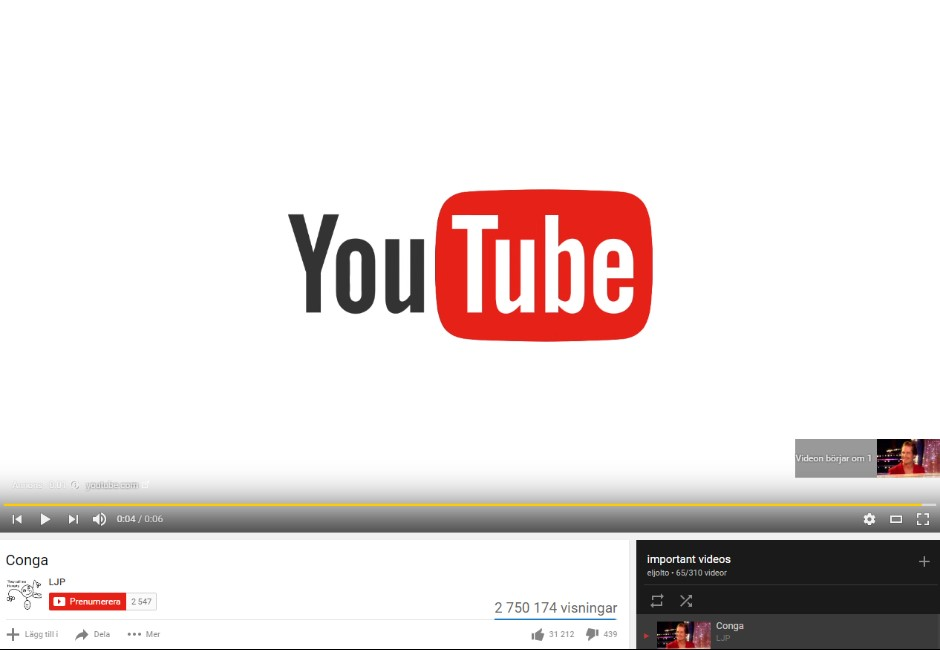 YouTube
Videon börjar om 1
youtube.com
0:04 / 0:06
Conga
LJP
Prenumerera 2 547
2 750 174 visningar
Lägg till i Dela Mer
31 212 439
important videos
eljolto • 65/310 videor
Conga
LJP